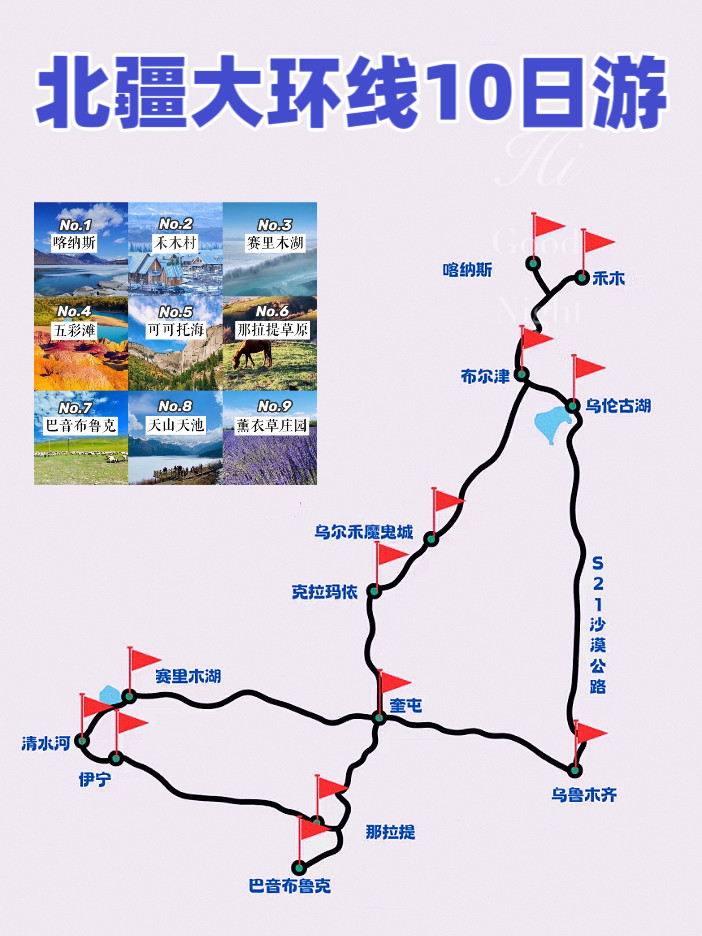 北疆大环线10日游
Hi
Good
Night
No.1
喀纳斯
No.2
禾木村
No.3
赛里木湖
No.4
五彩滩
No.5
可可托海
No.6
那拉提草原
No.7
巴音布鲁克
No.8
天山天池
No.9
薰衣草庄园
喀纳斯
禾木
布尔津
乌伦古湖
乌尔禾魔鬼城
克拉玛依
S21沙漠公路
赛里木湖
奎屯
清水河
伊宁
乌鲁木齐
那拉提
巴音布鲁克